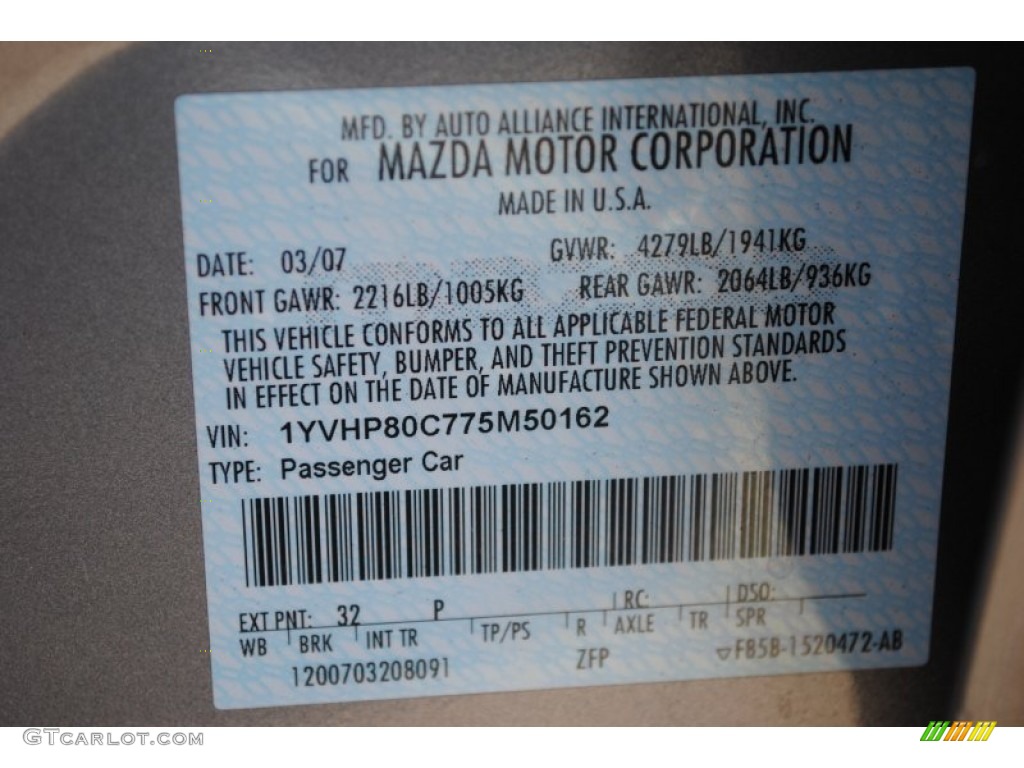 MFD. BY AUTO ALLIANCE INTERNATIONAL, INC.
FOR MAZDA MOTOR CORPORATION
MADE IN U.S.A.
DATE: 03/07 GVWR: 4279LB/1941KG
FRONT GAWR: 2216LB/1005KG REAR GAWR: 2064LB/936KG
THIS VEHICLE CONFORMS TO ALL APPLICABLE FEDERAL MOTOR
VEHICLE SAFETY, BUMPER, AND THEFT PREVENTION STANDARDS
IN EFFECT ON THE DATE OF MANUFACTURE SHOWN ABOVE.
VIN: 1YVHP80C775M50162
TYPE: Passenger Car
EXT PNT: 32 P RC: DSO:
WB BRK INT TR TP/PS R AXLE TR SPR
1200703208091 ZFP F85B-1520472-AB
GTCARLOT.COM